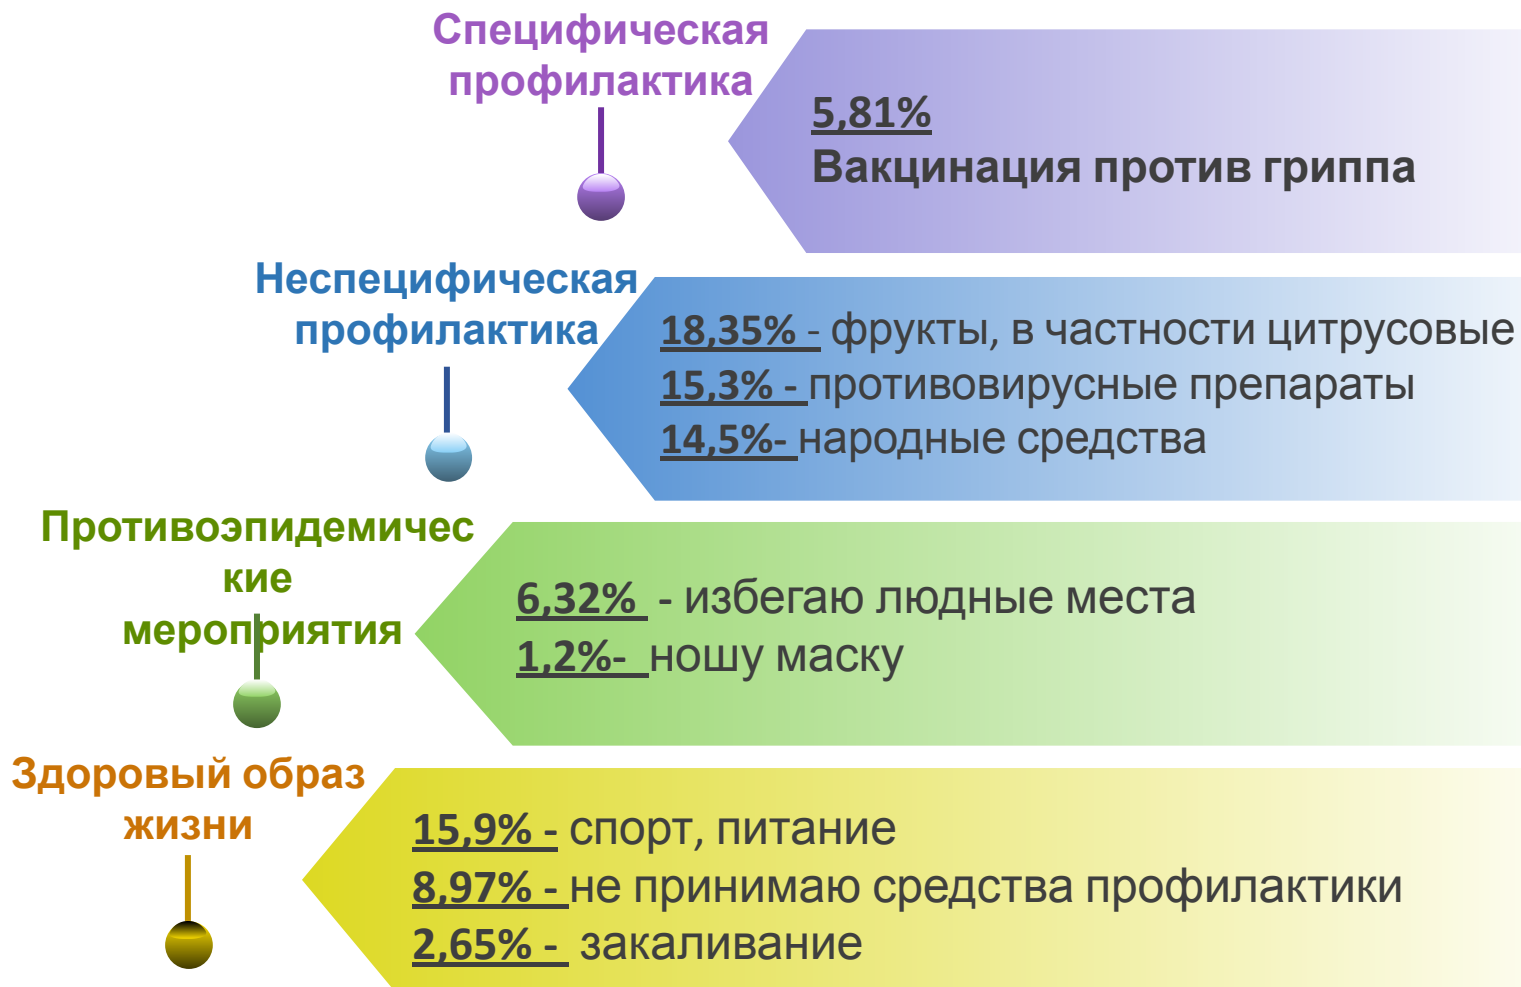 Специфическая
профилактика
5,81%
Вакцинация против гриппа
Неспецифическая
профилактика
18,35% - фрукты, в частности цитрусовые
15,3% - противовирусные препараты
14,5%- народные средства
Противоэпидемичес
кие
мероприятия
6,32% - избегаю людные места
1,2%- ношу маску
Здоровый образ
жизни
15,9% - спорт, питание
8,97% - не принимаю средства профилактики
2,65% - закаливание